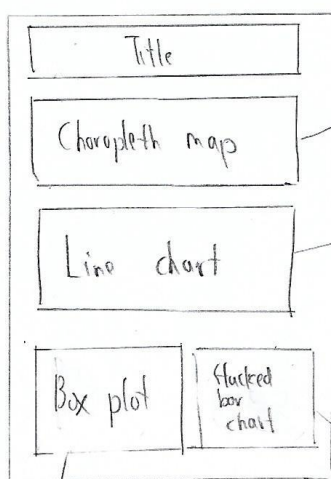 Title
Choropleth map
Line chart
Box plot
Stacked
bar
chart